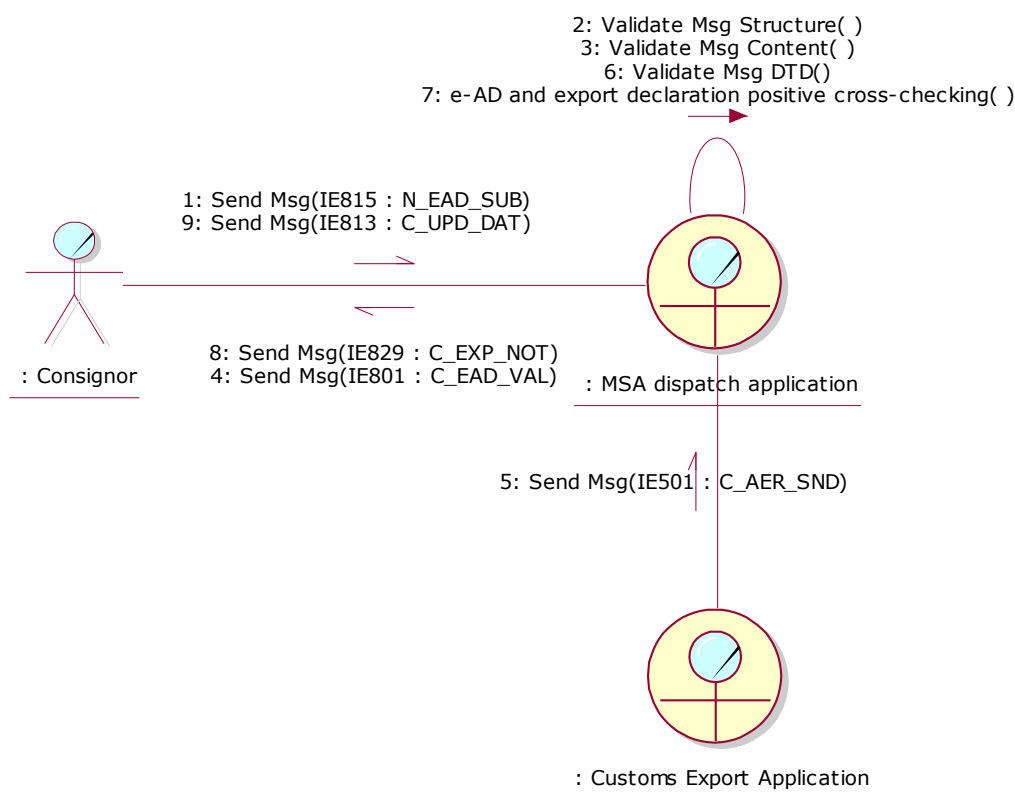 2: Validate Msg Structure( )
3: Validate Msg Content( )
6: Validate Msg DTD()
7: e-AD and export declaration positive cross-checking( )
1: Send Msg(IE815 : N_EAD_SUB)
9: Send Msg(IE813 : C_UPD_DAT)
8: Send Msg(IE829 : C_EXP_NOT)
4: Send Msg(IE801 : C_EAD_VAL)
: Consignor
: MSA dispatch application
5: Send Msg(IE501 : C_AER_SND)
: Customs Export Application